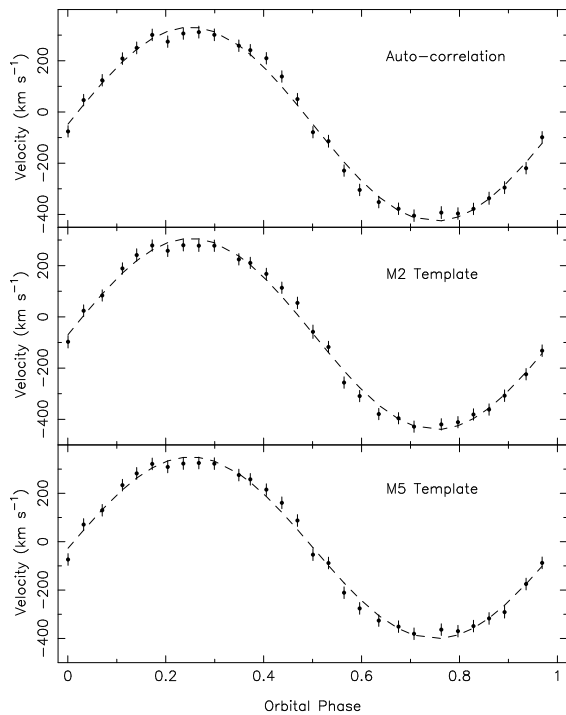 Auto-correlation
Velocity (km s⁻¹)
200
0
−200
−400
M2 Template
Velocity (km s⁻¹)
200
0
−200
−400
M5 Template
Velocity (km s⁻¹)
200
0
−200
−400
0 0.2 0.4 0.6 0.8 1
Orbital Phase